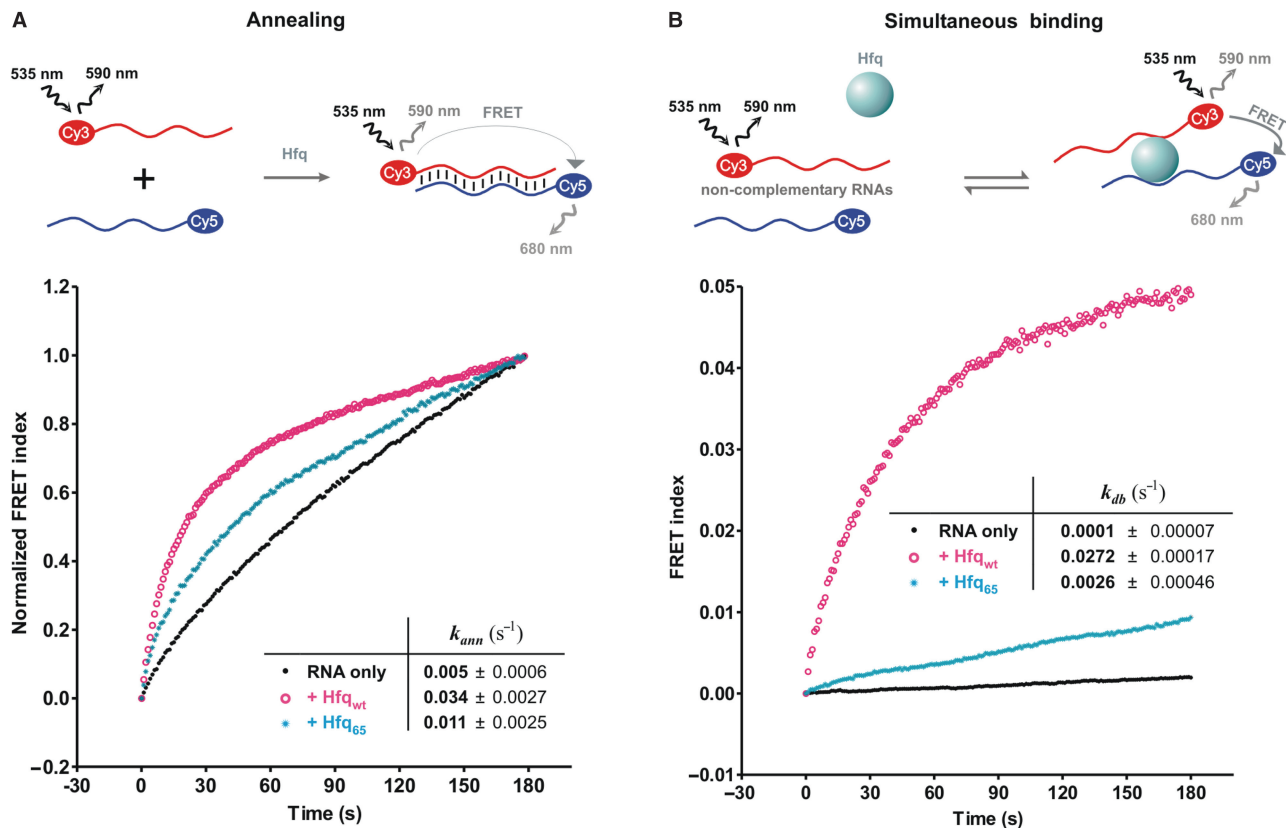 A
Annealing
535 nm
590 nm
Cy3
+
Cy5
Hfq
535 nm
590 nm
FRET
Cy3
Cy5
680 nm
Normalized FRET index
1.2
1.0
0.8
0.6
0.4
0.2
0.0
–0.2
-30 0 30 60 90 120 150 180
Time (s)
k_ann (s⁻¹)
RNA only 0.005 ± 0.0006
+ Hfq_wt 0.034 ± 0.0027
+ Hfq_65 0.011 ± 0.0025
B
Simultaneous binding
Hfq
535 nm
590 nm
Cy3
non-complementary RNAs
Cy5
535 nm
590 nm
Cy3
FRET
Cy5
680 nm
FRET index
0.05
0.04
0.03
0.02
0.01
0.00
–0.01
–30 0 30 60 90 120 150 180
Time (s)
k_db (s⁻¹)
RNA only 0.0001 ± 0.00007
+ Hfq_wt 0.0272 ± 0.00017
+ Hfq_65 0.0026 ± 0.00046